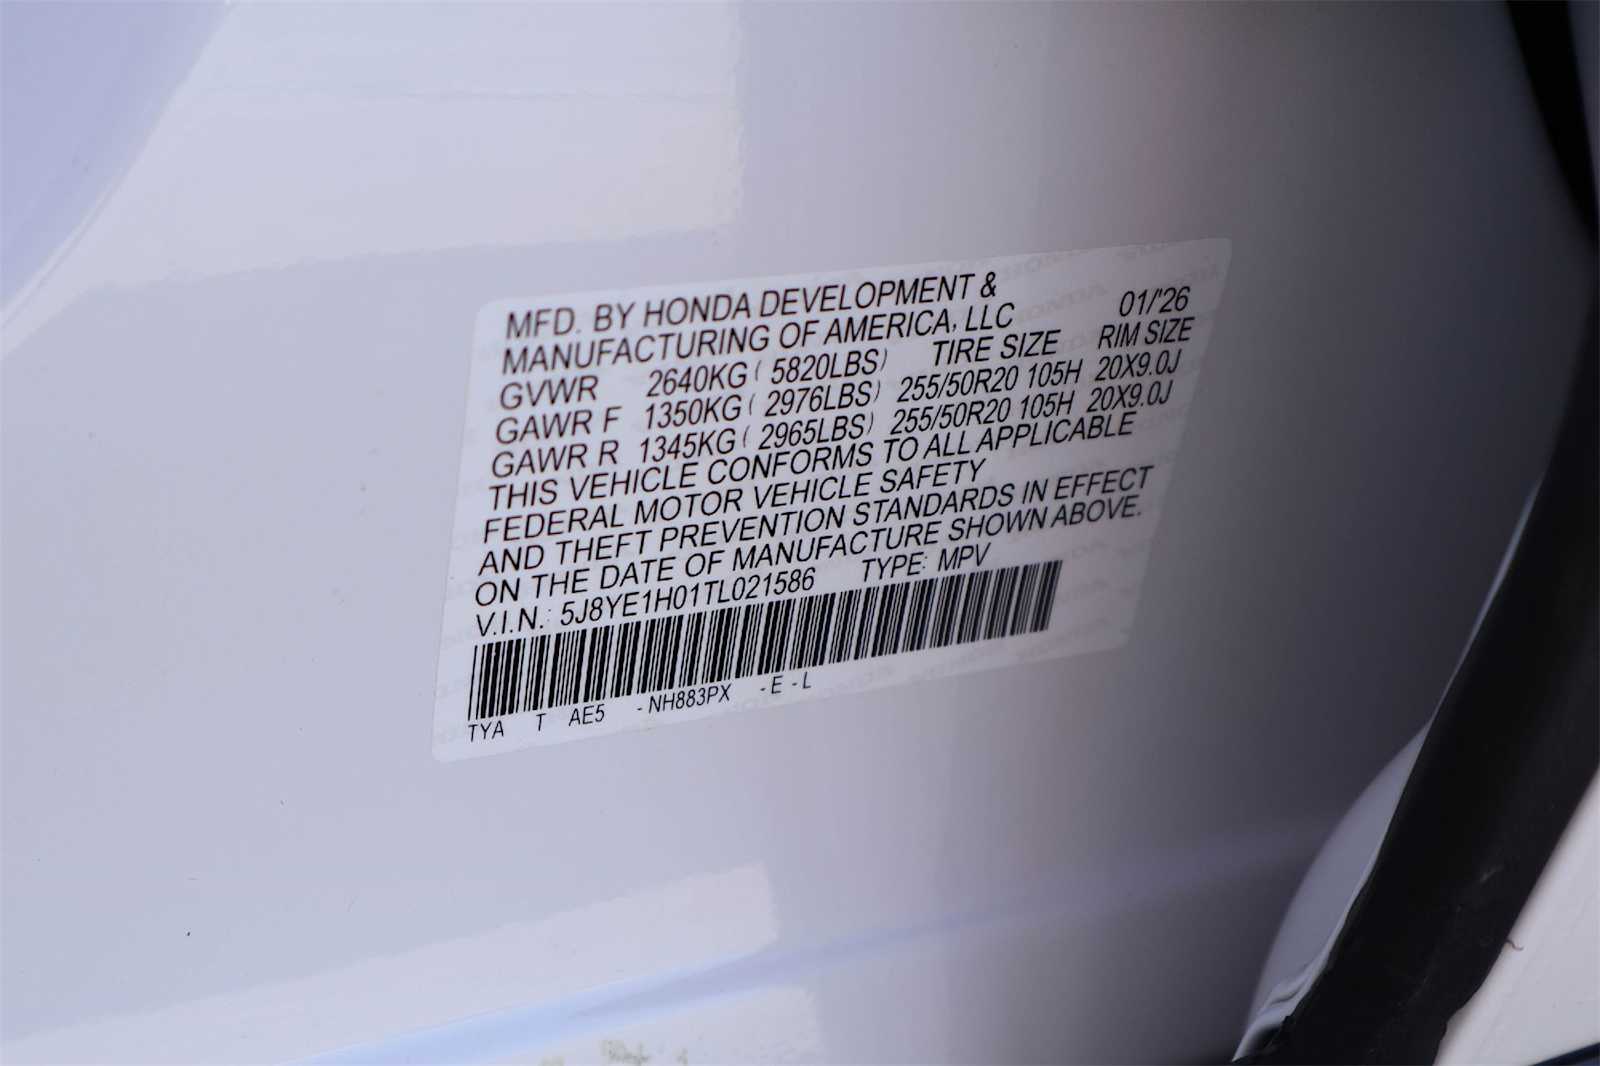 MFD. BY HONDA DEVELOPMENT &
MANUFACTURING OF AMERICA, LLC 01/'26
GVWR 2640KG ( 5820LBS) TIRE SIZE RIM SIZE
GAWR F 1350KG ( 2976LBS) 255/50R20 105H 20X9.0J
GAWR R 1345KG ( 2965LBS) 255/50R20 105H 20X9.0J
THIS VEHICLE CONFORMS TO ALL APPLICABLE
FEDERAL MOTOR VEHICLE SAFETY
AND THEFT PREVENTION STANDARDS IN EFFECT
ON THE DATE OF MANUFACTURE SHOWN ABOVE.
V.I.N.: 5J8YE1H01TL021586 TYPE: MPV
TYA T AE5 -NH883PX -E -L